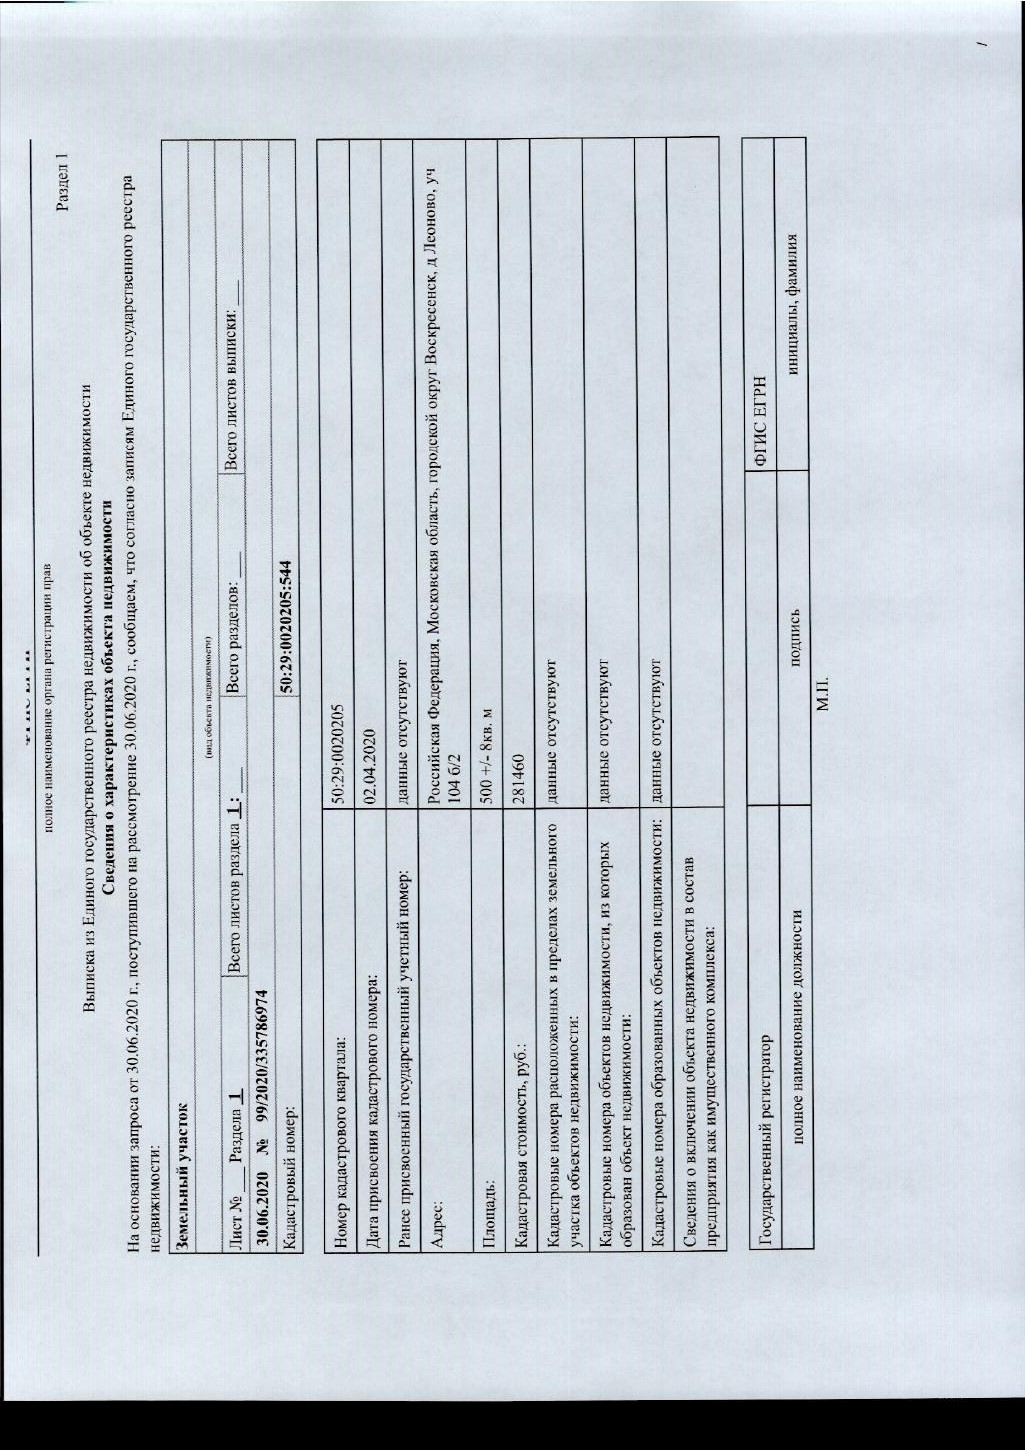 полное наименование органа регистрации прав
Раздел 1
Выписка из Единого государственного реестра недвижимости об объекте недвижимости
Сведения о характеристиках объекта недвижимости
На основании запроса от 30.06.2020 г., поступившего на рассмотрение 30.06.2020 г., сообщаем, что согласно записям Единого государственного реестра
недвижимости:
Земельный участок
(вид объекта недвижимости)
Лист № ___ Раздела 1 Всего листов раздела 1 : ___ Всего разделов: ___ Всего листов выписки: ___
30.06.2020 № 99/2020/335786974
Кадастровый номер: 50:29:0020205:544
Номер кадастрового квартала: 50:29:0020205
Дата присвоения кадастрового номера: 02.04.2020
Ранее присвоенный государственный учетный номер: данные отсутствуют
Адрес: Российская Федерация, Московская область, городской округ Воскресенск, д Леоново, уч
104 б/2
Площадь: 500 +/- 8кв. м
Кадастровая стоимость, руб.: 281460
Кадастровые номера расположенных в пределах земельного данные отсутствуют
участка объектов недвижимости:
Кадастровые номера объектов недвижимости, из которых данные отсутствуют
образован объект недвижимости:
Кадастровые номера образованных объектов недвижимости: данные отсутствуют
Сведения о включении объекта недвижимости в состав
предприятия как имущественного комплекса:
Государственный регистратор ФГИС ЕГРН
полное наименование должности подпись инициалы, фамилия
М.П.